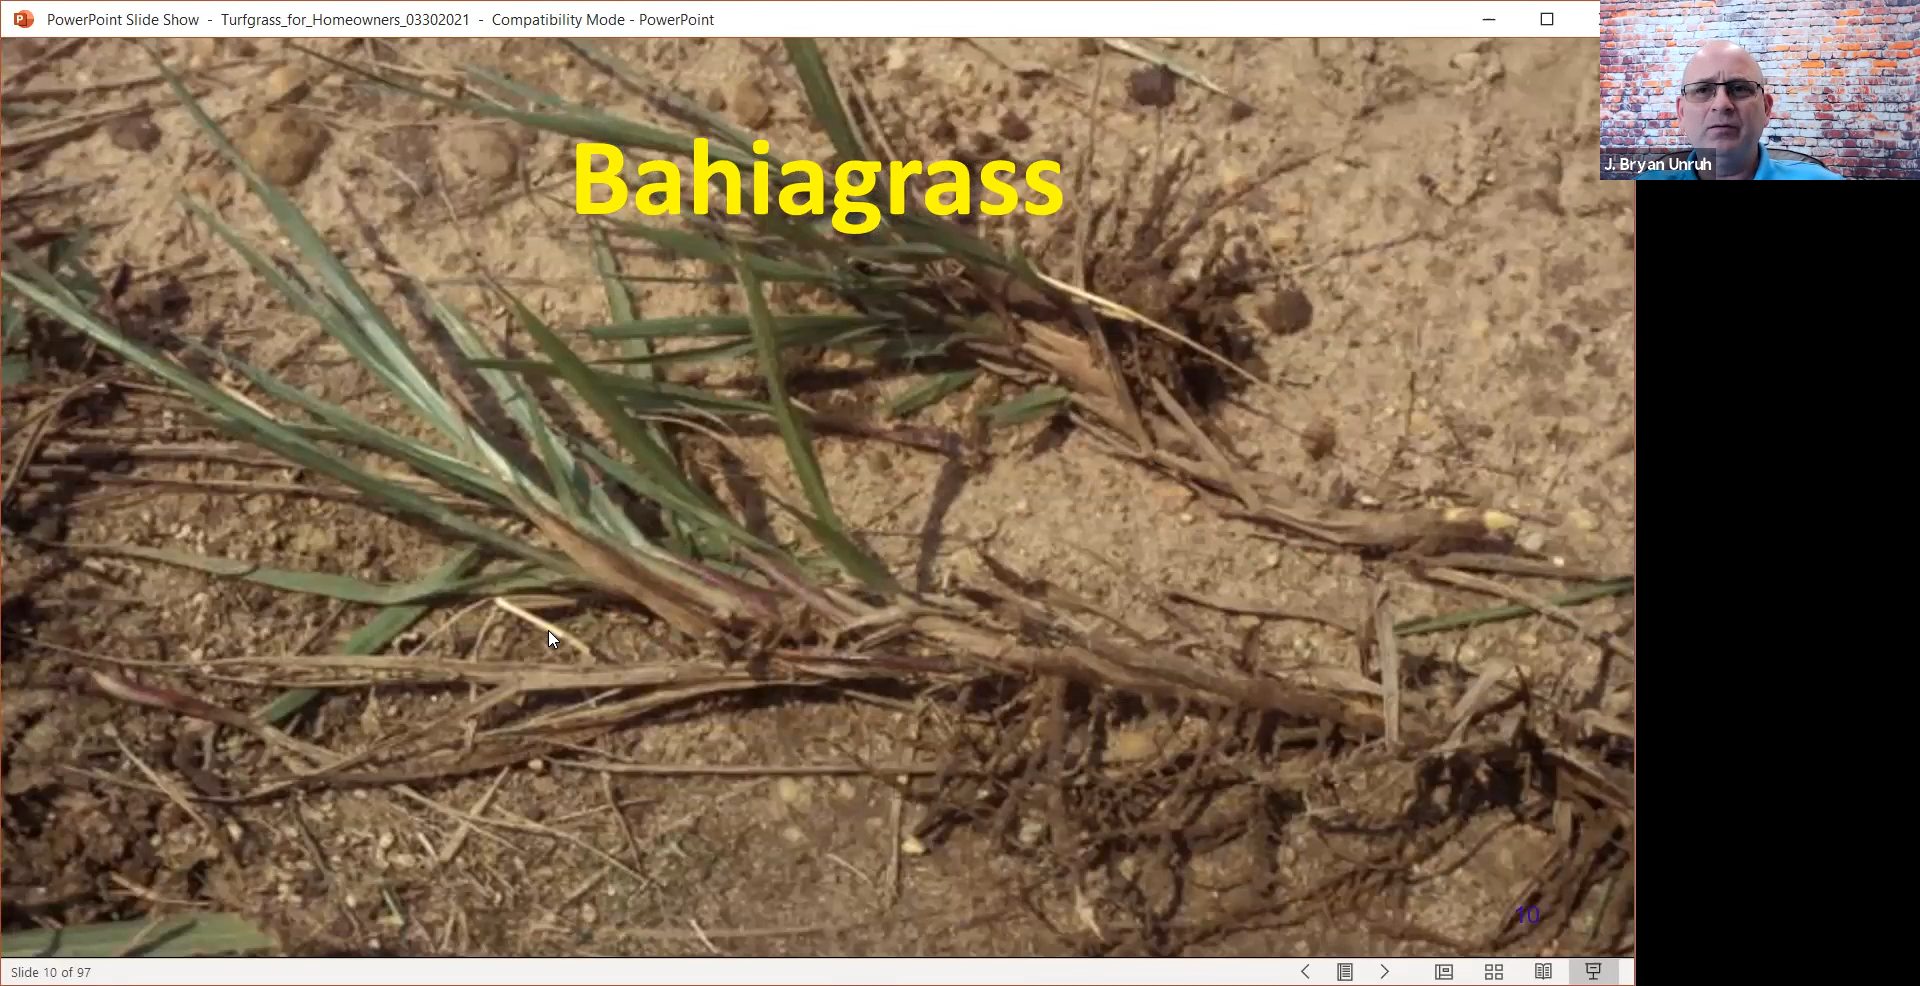 PowerPoint Slide Show - Turfgrass_for_Homeowners_03302021 - Compatibility Mode - PowerPoint
Bahiagrass
J. Bryan Unruh
10
Slide 10 of 97